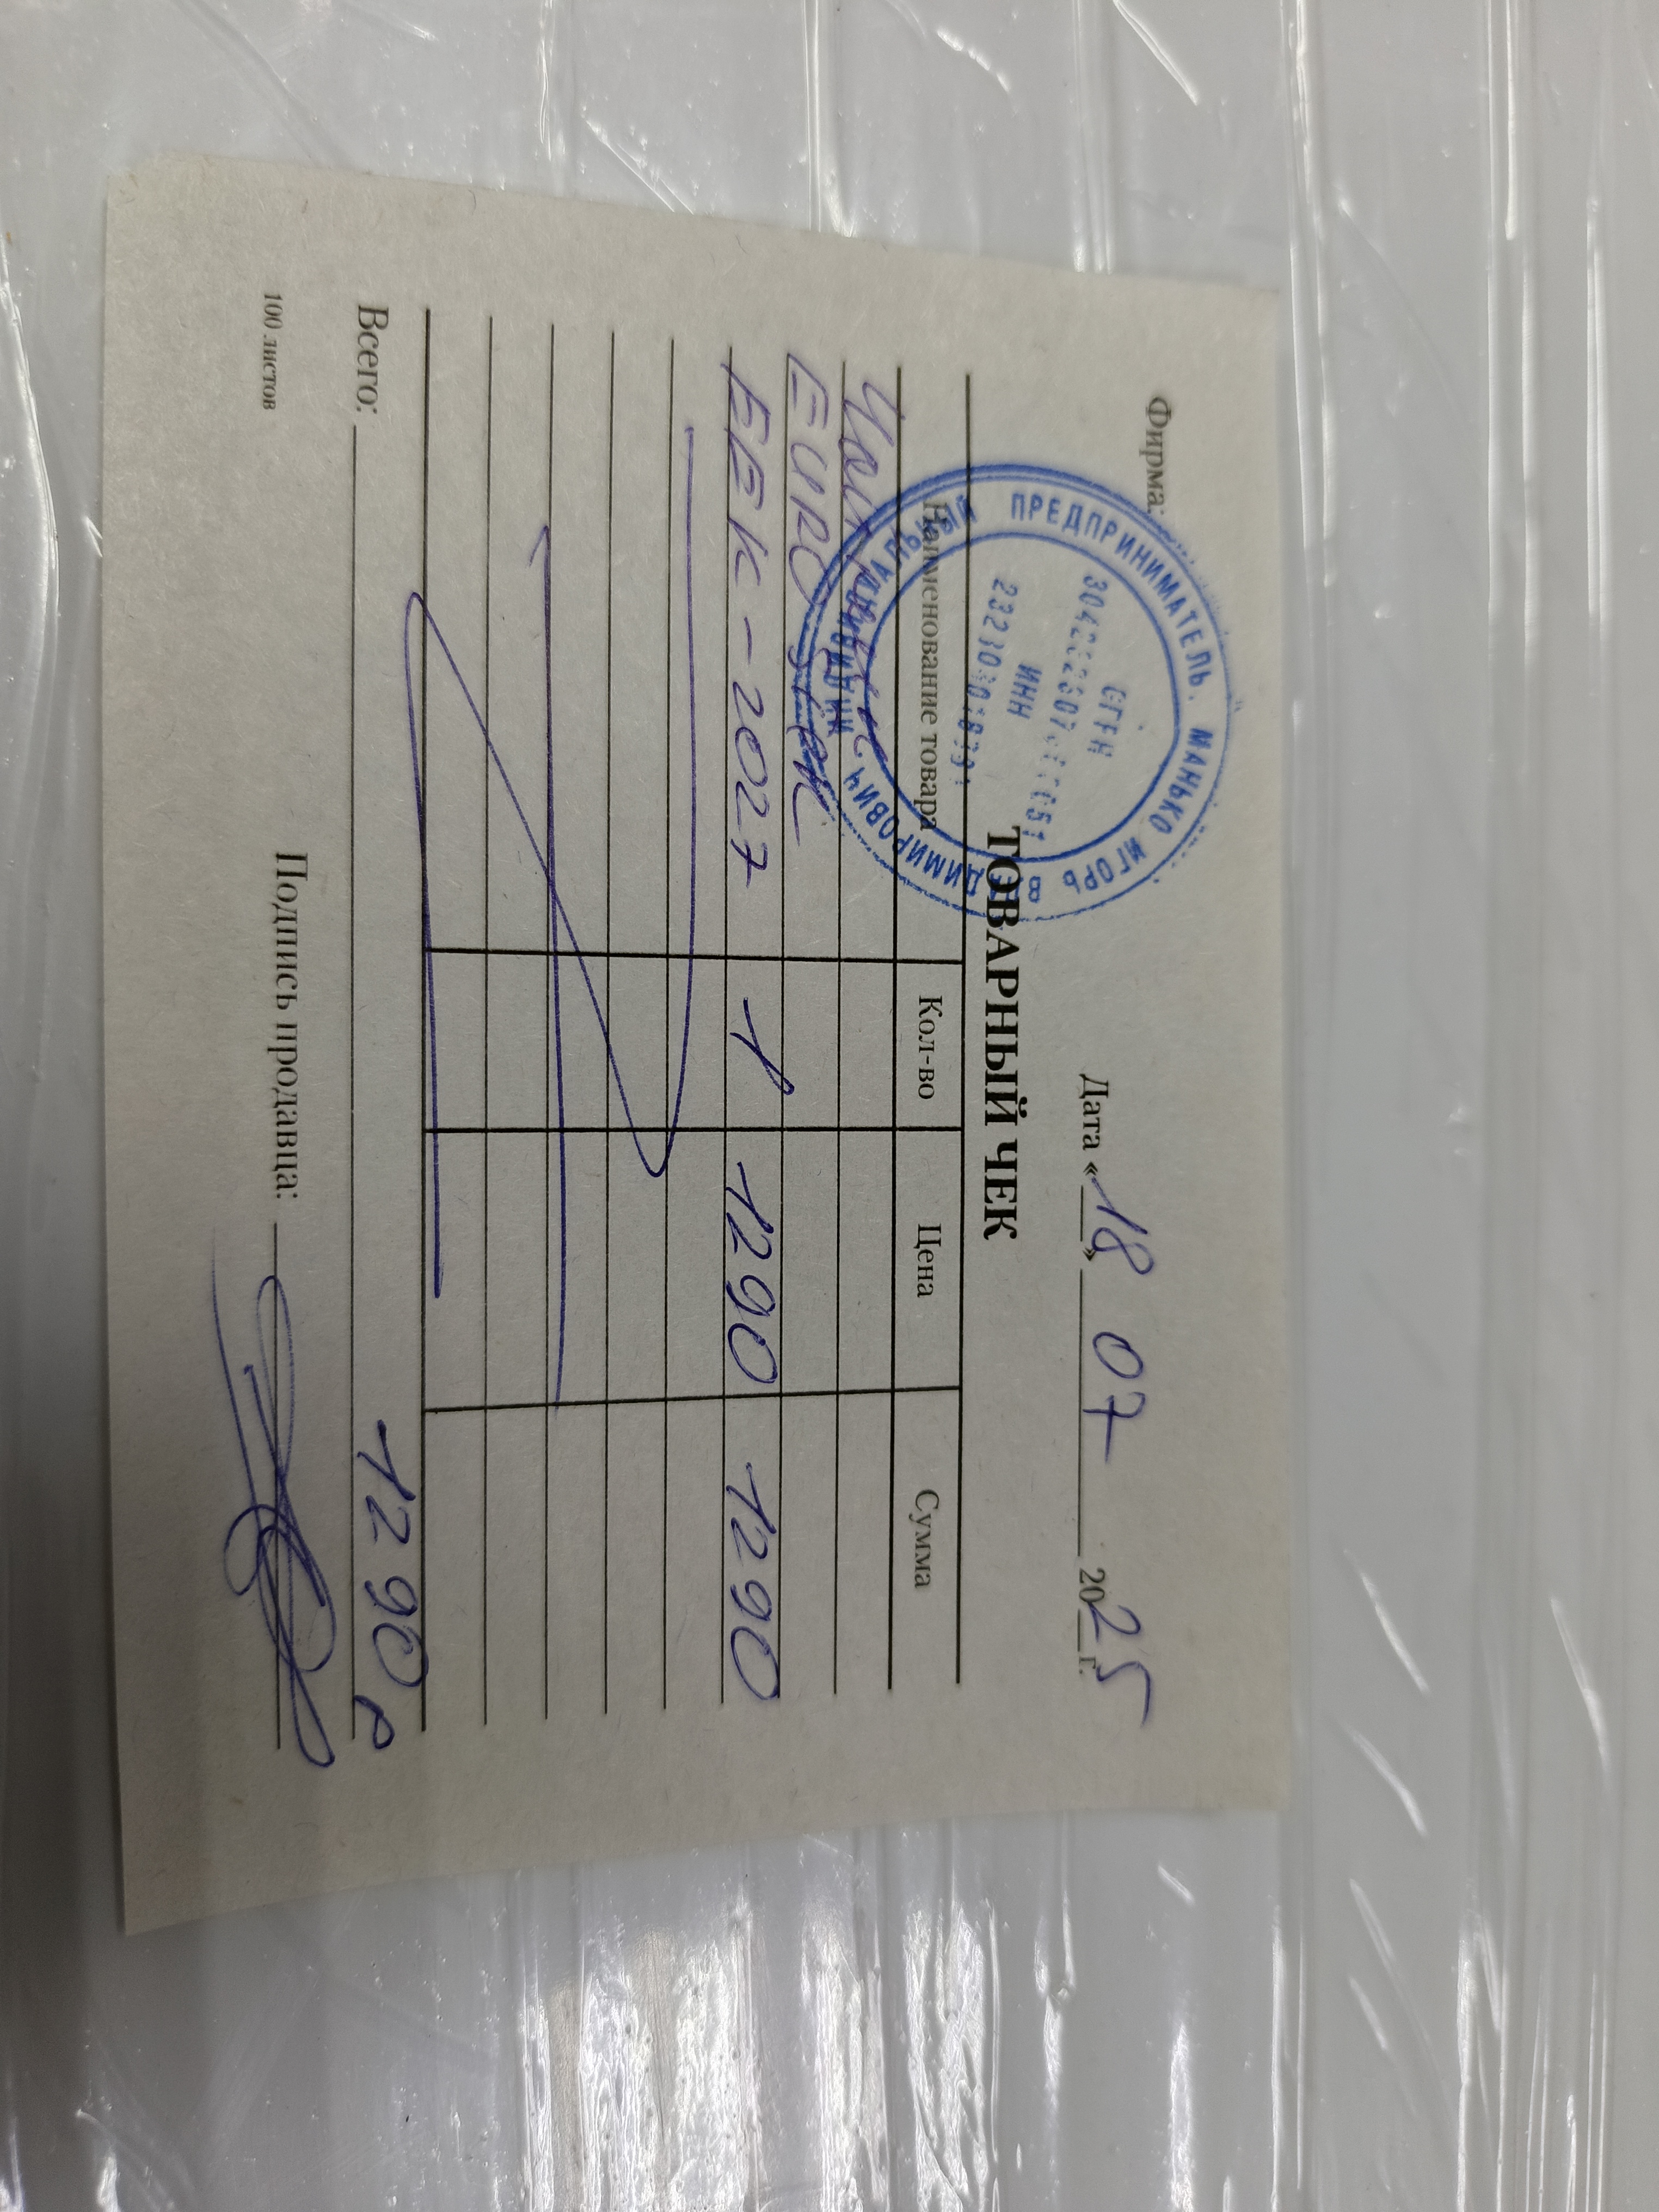 Фирма:
Дата «18» 07 2025 г.
ТОВАРНЫЙ ЧЕК
Наименование товара Кол-во Цена Сумма
Чайник
EURO
EEK-2027 1 1290 1290
Всего: 1290 р
100 листов
Подпись продавца:
ИНДИВИДУАЛЬНЫЙ ПРЕДПРИНИМАТЕЛЬ. МАНЬКО ИГОРЬ ВЛАДИМИРОВИЧ
ИНН